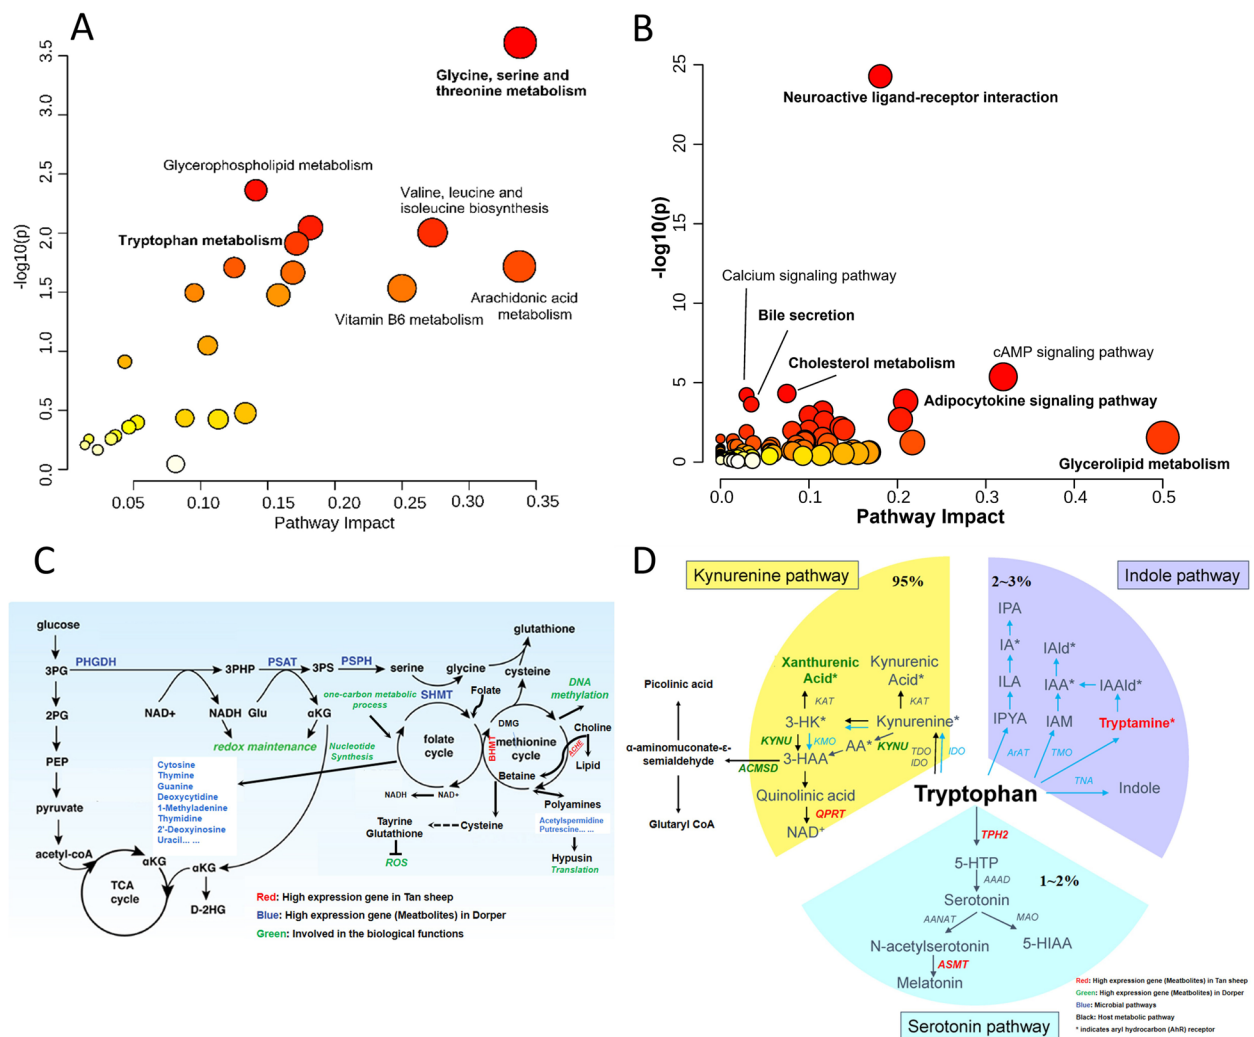 A
3.5
3.0
2.5
2.0
1.5
1.0
0.5
0.0
-log10(p)
Glycine, serine and
threonine metabolism
Glycerophospholipid metabolism
Valine, leucine and
isoleucine biosynthesis
Tryptophan metabolism
Vitamin B6 metabolism
Arachidonic acid
metabolism
0.05
0.10
0.15
0.20
0.25
0.30
0.35
Pathway Impact
B
25
20
15
10
5
0
-log10(p)
Neuroactive ligand-receptor interaction
Calcium signaling pathway
Bile secretion
Cholesterol metabolism
cAMP signaling pathway
Adipocytokine signaling pathway
Glycerolipid metabolism
0.0
0.1
0.2
0.3
0.4
0.5
Pathway Impact
C
glucose
3PG
PHGDH
3PHP
PSAT
3PS
PSPH
serine
glycine
glutathione
cysteine
NAD+
NADH
Glu
αKG
redox maintenance
one-carbon metabolic
process
SHMT
Folate
DNA
methylation
2PG
PEP
pyruvate
acetyl-coA
Nucleotide
Synthesis
folate
cycle
BHMT
DMG
methionine
cycle
Choline
ACHE
Lipid
Betaine
Cytosine
Thymine
Guanine
Deoxycytidine
1-Methyladenine
Thymidine
2'-Deoxyinosine
Uracil... ...
NADH
NAD+
Polyamines
Acetylspermidine
Putrescine... ...
Tayrine
Glutathione
Cysteine
ROS
Hypusin
Translation
αKG
αKG
TCA
cycle
D-2HG
Red: High expression gene in Tan sheep
Blue: High expression gene (Meatbolites) in Dorper
Green: Involved in the biological functions
D
Kynurenine pathway
95%
2~3%
Indole pathway
Xanthurenic
Acid*
Kynurenic
Acid*
KAT
KAT
3-HK*
Kynurenine*
KYNU
KMO
AA*
KYNU
TDO
IDO
IDO
3-HAA
ACMSD
Quinolinic acid
QPRT
NAD+
Picolinic acid
α-aminomuconate-ε-
semialdehyde
Glutaryl CoA
IPA
IA*
ILA
IPYA
IAld*
IAA*
IAAld*
IAM
Tryptamine*
ArAT
TMO
TNA
Indole
Tryptophan
TPH2
5-HTP
AAAD
1~2%
Serotonin
AANAT
MAO
N-acetylserotonin
5-HIAA
ASMT
Melatonin
Serotonin pathway
Red: High expression gene (Meatbolites) in Tan sheep
Green: High expression gene (Meatbolites) in Dorper
Blue: Microbial pathways
Black: Host metabolic pathway
* indicates aryl hydrocarbon (AhR) receptor